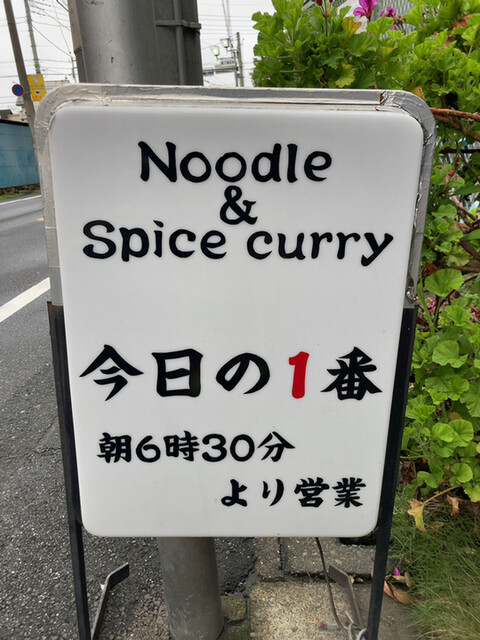 Noodle
&
Spice curry
今日の1番
朝6時30分
より営業